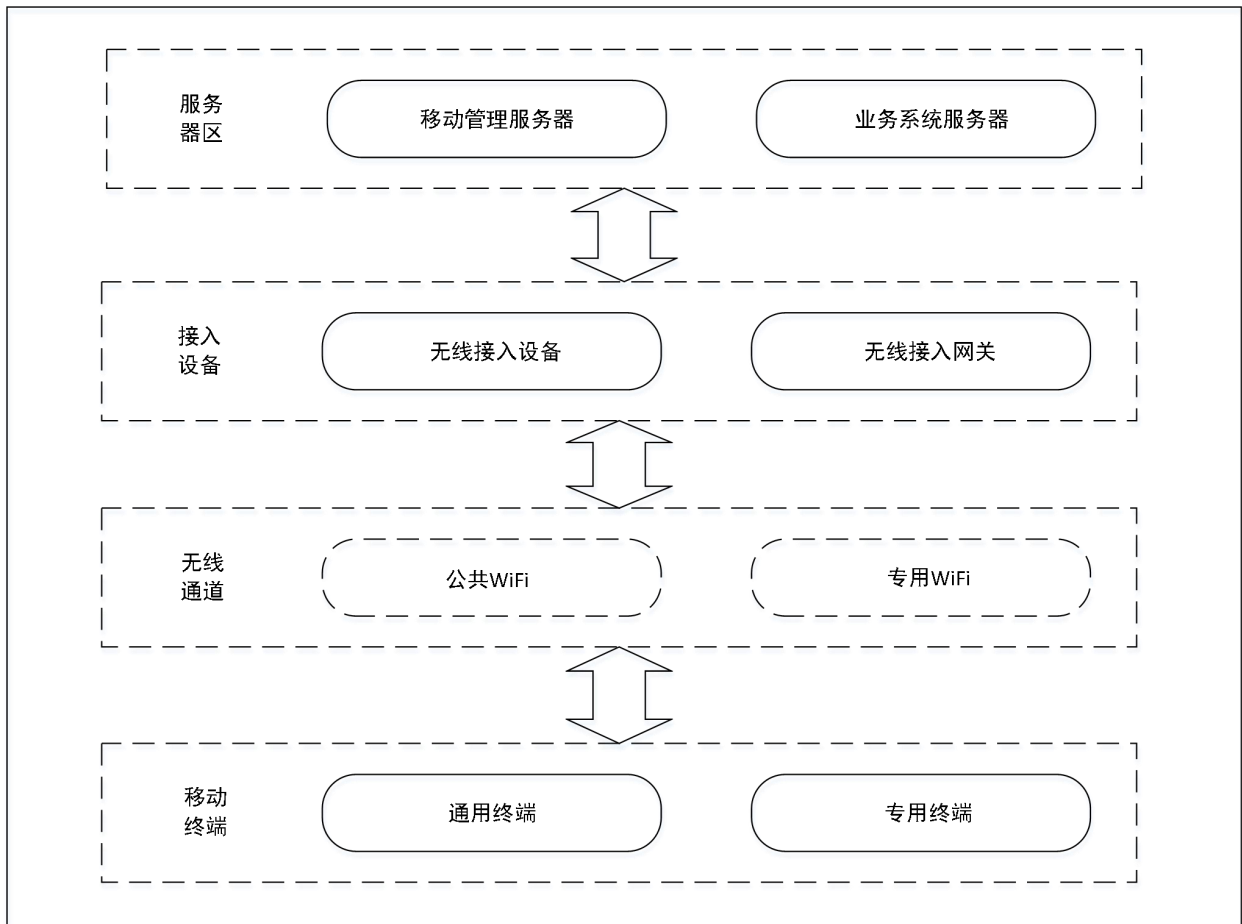 服务
器区
移动管理服务器
业务系统服务器
接入
设备
无线接入设备
无线接入网关
无线
通道
公共WiFi
专用WiFi
移动
终端
通用终端
专用终端